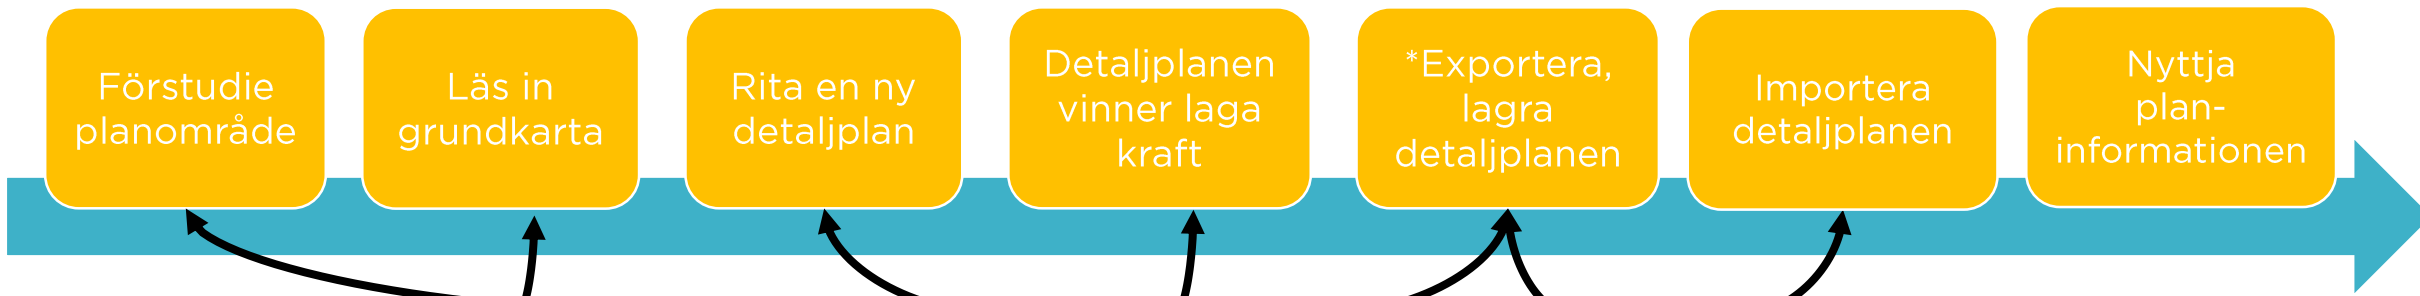 Förstudie
planområde
Läs in
grundkarta
Rita en ny
detaljplan
Detaljplanen
vinner laga
kraft
*Exportera,
lagra
detaljplanen
Importera
detaljplanen
Nyttja
plan-
informationen